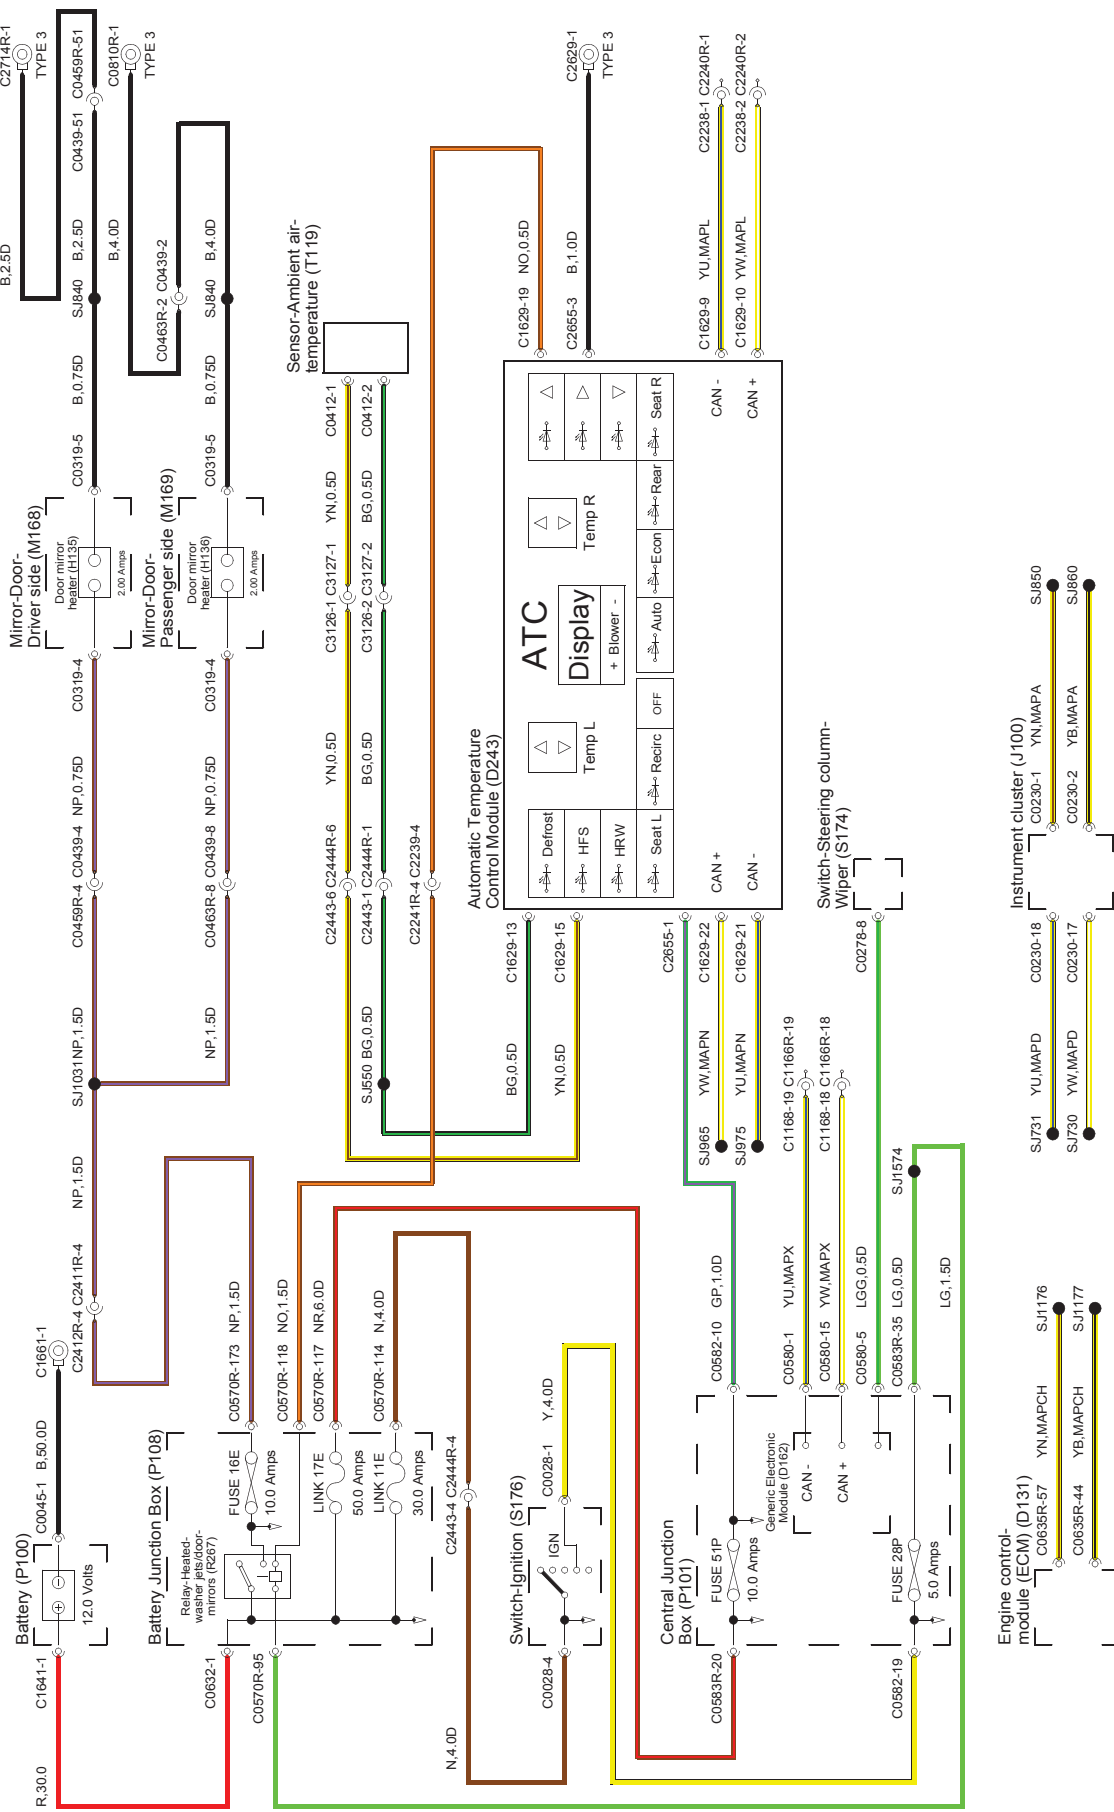 Battery (P100)
12.0 Volts
C1641-1
R,30.0
C0045-1
B,50.0D
C1661-1
Battery Junction Box (P108)
Relay-Heated-
washer jets/door-
mirrors (R267)
FUSE 16E
10.0 Amps
LINK 17E
50.0 Amps
LINK 11E
30.0 Amps
C0632-1
C0570R-95
C0570R-173
NP,1.5D
C0570R-118
NO,1.5D
C0570R-117
NR,6.0D
C0570R-114
N,4.0D
C2412R-4
C2411R-4
NP,1.5D
SJ1031
NP,1.5D
NP,1.5D
C0459R-4
C0439-4
NP,0.75D
C0319-4
C0463R-8
C0439-8
NP,0.75D
C0319-4
Mirror-Door-
Driver side (M168)
Door mirror
heater (H135)
2.00 Amps
Mirror-Door-
Passenger side (M169)
Door mirror
heater (H136)
2.00 Amps
C0319-5
B,0.75D
SJ840
B,2.5D
C0439-51
C0459R-51
B,2.5D
C2714R-1
TYPE 3
C0319-5
B,0.75D
SJ840
B,4.0D
C0463R-2
C0439-2
B,4.0D
C0810R-1
TYPE 3
Sensor-Ambient air-
temperature (T119)
C0412-1
C0412-2
YN,0.5D
BG,0.5D
C3126-1
C3127-1
C3126-2
C3127-2
YN,0.5D
BG,0.5D
C2443-6
C2444R-6
C2443-1
C2444R-1
C2241R-4
C2239-4
SJ550
BG,0.5D
BG,0.5D
C1629-13
YN,0.5D
C1629-15
Automatic Temperature
Control Module (D243)
ATC
Display
+ Blower -
Temp L
Temp R
Defrost
HFS
HRW
Seat L
Recirc
OFF
Auto
Econ
Rear
Seat R
CAN +
CAN -
CAN -
CAN +
C1629-19
NO,0.5D
C2655-3
B,1.0D
C2629-1
TYPE 3
C1629-9
YU,MAPL
C2238-1
C2240R-1
C1629-10
YW,MAPL
C2238-2
C2240R-2
C2655-1
C1629-22
YW,MAPN
SJ965
C1629-21
YU,MAPN
SJ975
Switch-Ignition (S176)
IGN
C0028-4
N,4.0D
C0028-1
Y,4.0D
C2443-4
C2444R-4
Central Junction
Box (P101)
FUSE 51P
10.0 Amps
Generic Electronic
Module (D162)
CAN -
CAN +
FUSE 28P
5.0 Amps
C0583R-20
C0582-19
C0582-10
GP,1.0D
C0580-1
YU,MAPX
C1168-19
C1166R-19
C0580-15
YW,MAPX
C1168-18
C1166R-18
C0580-5
LGG,0.5D
C0278-8
C0583R-35
LG,0.5D
SJ1574
LG,1.5D
Switch-Steering column-
Wiper (S174)
Engine control-
module (ECM) (D131)
C0635R-57
YN,MAPCH
SJ1176
C0635R-44
YB,MAPCH
SJ1177
Instrument cluster (J100)
C0230-18
YU,MAPD
SJ731
C0230-17
YW,MAPD
SJ730
C0230-1
YN,MAPA
SJ850
C0230-2
YB,MAPA
SJ860